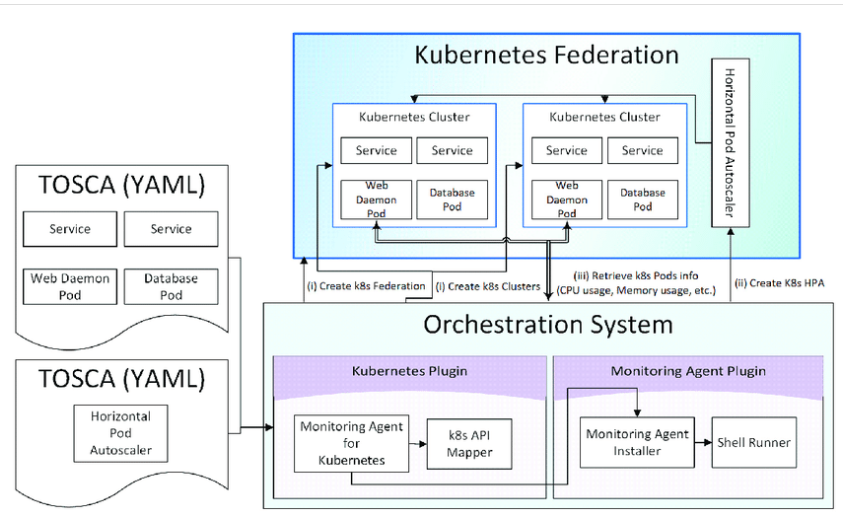 Kubernetes Federation
Horizontal Pod Autoscaler
Kubernetes Cluster
Service
Service
Web
Daemon
Pod
Database
Pod
Kubernetes Cluster
Service
Service
Web
Daemon
Pod
Database
Pod
TOSCA (YAML)
Service
Service
Web Daemon
Pod
Database
Pod
(i) Create k8s Federation
(i) Create k8s Clusters
(iii) Retrieve k8s Pods info
(CPU usage, Memory usage, etc.)
(ii) Create K8s HPA
TOSCA (YAML)
Horizontal
Pod
Autoscaler
Orchestration System
Kubernetes Plugin
Monitoring Agent
for
Kubernetes
k8s API
Mapper
Monitoring Agent Plugin
Monitoring Agent
Installer
Shell Runner